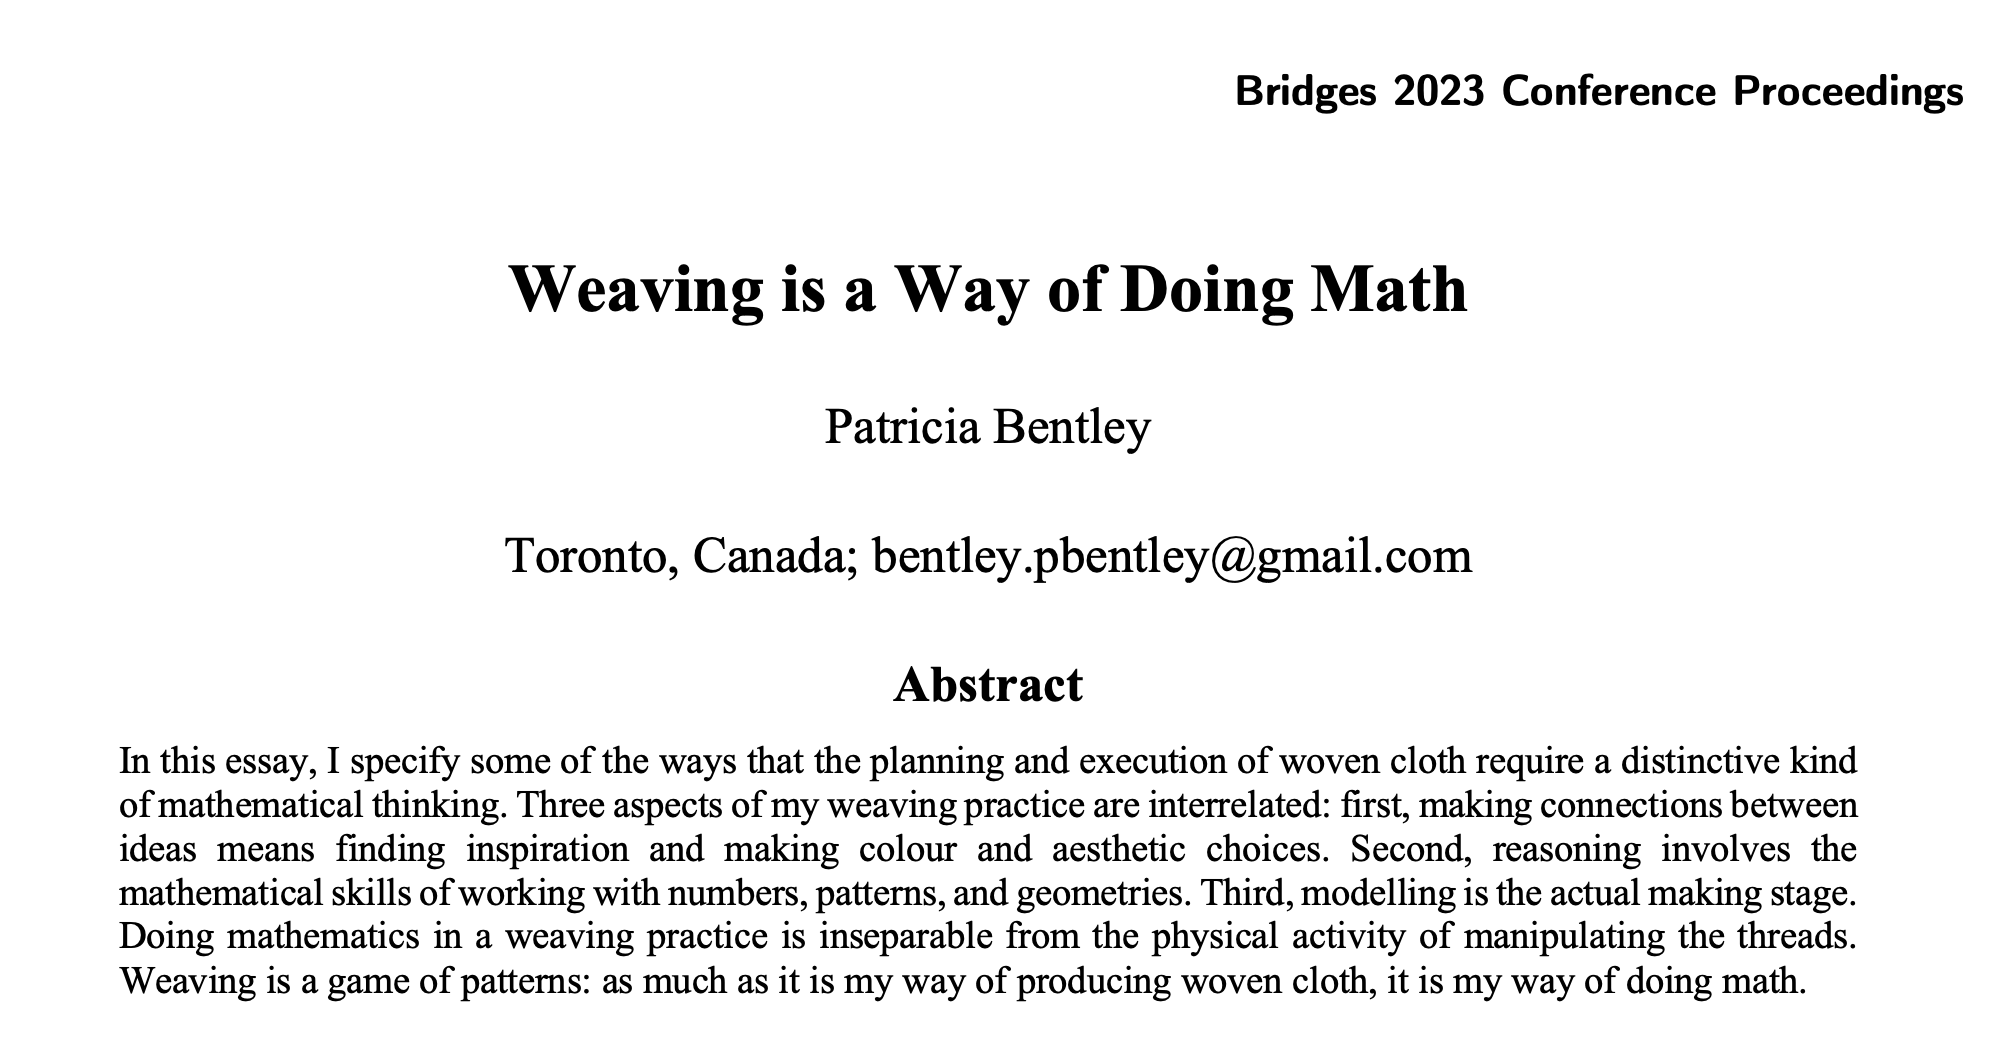 Bridges 2023 Conference Proceedings
Weaving is a Way of Doing Math
Patricia Bentley
Toronto, Canada; bentley.pbentley@gmail.com
Abstract
In this essay, I specify some of the ways that the planning and execution of woven cloth require a distinctive kind
of mathematical thinking. Three aspects of my weaving practice are interrelated: first, making connections between
ideas means finding inspiration and making colour and aesthetic choices. Second, reasoning involves the
mathematical skills of working with numbers, patterns, and geometries. Third, modelling is the actual making stage.
Doing mathematics in a weaving practice is inseparable from the physical activity of manipulating the threads.
Weaving is a game of patterns: as much as it is my way of producing woven cloth, it is my way of doing math.